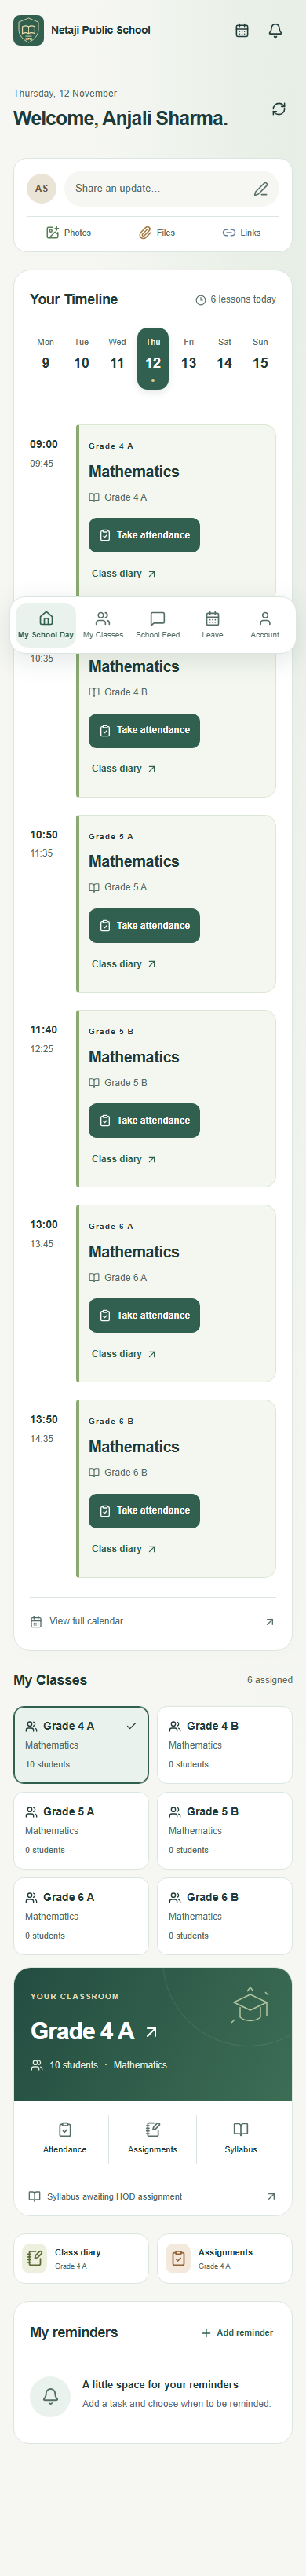 Netaji Public School
Thursday, 12 November
Welcome, Anjali Sharma.
AS
Share an update...
Photos
Files
Links
Your Timeline
6 lessons today
Mon Tue Wed Thu Fri Sat Sun
9 10 11 12 13 14 15
09:00
09:45
Grade 4 A
Mathematics
Grade 4 A
Take attendance
Class diary
My School Day
My Classes
School Feed
Leave
Account
10:35
Mathematics
Grade 4 B
Take attendance
Class diary
10:50
11:35
Grade 5 A
Mathematics
Grade 5 A
Take attendance
Class diary
11:40
12:25
Grade 5 B
Mathematics
Grade 5 B
Take attendance
Class diary
13:00
13:45
Grade 6 A
Mathematics
Grade 6 A
Take attendance
Class diary
13:50
14:35
Grade 6 B
Mathematics
Grade 6 B
Take attendance
Class diary
View full calendar
My Classes
6 assigned
Grade 4 A
Mathematics
10 students
Grade 4 B
Mathematics
0 students
Grade 5 A
Mathematics
0 students
Grade 5 B
Mathematics
0 students
Grade 6 A
Mathematics
0 students
Grade 6 B
Mathematics
0 students
YOUR CLASSROOM
Grade 4 A
10 students · Mathematics
Attendance
Assignments
Syllabus
Syllabus awaiting HOD assignment
Class diary
Grade 4 A
Assignments
Grade 4 A
My reminders
Add reminder
A little space for your reminders
Add a task and choose when to be reminded.